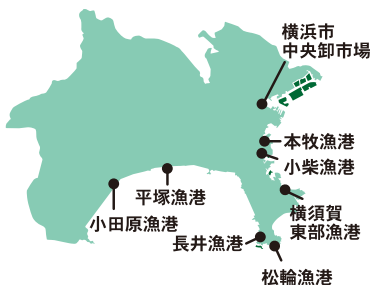 横浜市
中央卸市場
本牧漁港
小柴漁港
平塚漁港
横須賀
東部漁港
小田原漁港
長井漁港
松輪漁港